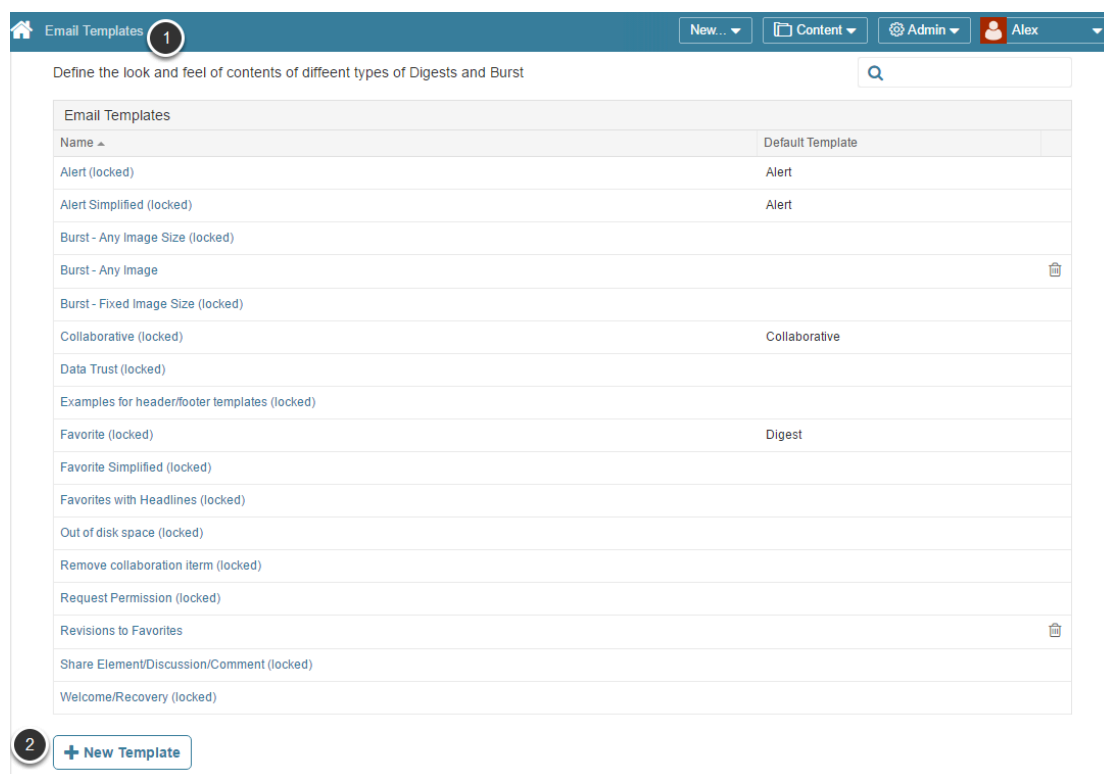 Email Templates 1 New... Content Admin Alex
Define the look and feel of contents of diffeent types of Digests and Burst
Email Templates
Name Default Template
Alert (locked) Alert
Alert Simplified (locked) Alert
Burst - Any Image Size (locked)
Burst - Any Image
Burst - Fixed Image Size (locked)
Collaborative (locked) Collaborative
Data Trust (locked)
Examples for header/footer templates (locked)
Favorite (locked) Digest
Favorite Simplified (locked)
Favorites with Headlines (locked)
Out of disk space (locked)
Remove collaboration iterm (locked)
Request Permission (locked)
Revisions to Favorites
Share Element/Discussion/Comment (locked)
Welcome/Recovery (locked)
2 + New Template